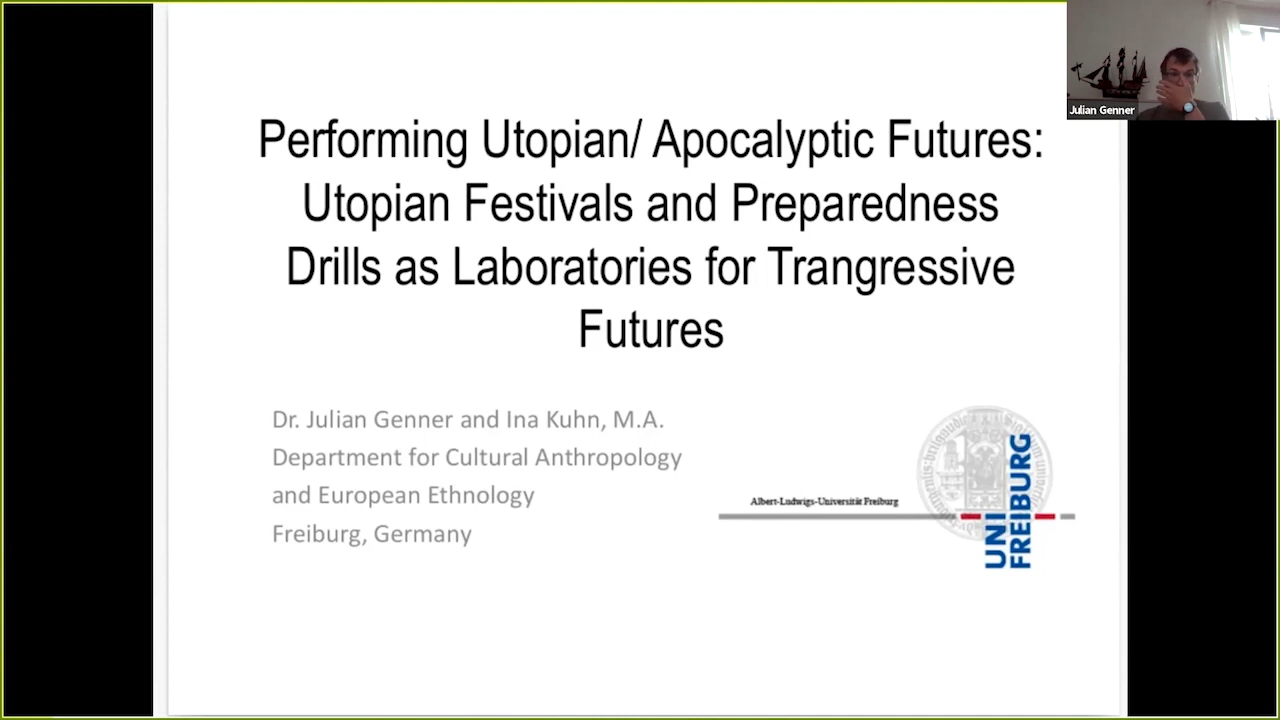 Julian Genner
Performing Utopian/ Apocalyptic Futures:
Utopian Festivals and Preparedness
Drills as Laboratories for Trangressive
Futures
Dr. Julian Genner and Ina Kuhn, M.A.
Department for Cultural Anthropology
and European Ethnology
Freiburg, Germany
Albert-Ludwigs-Universität Freiburg
UNI
FREIBURG